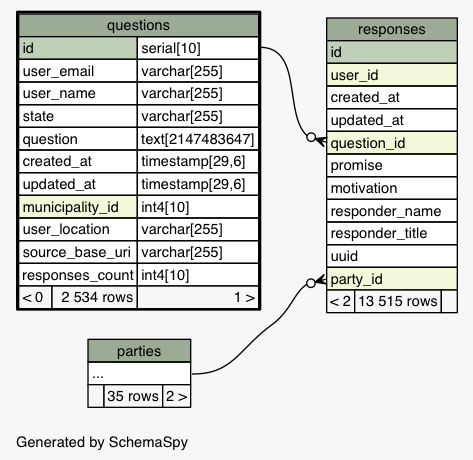 questions
id serial[10]
user_email varchar[255]
user_name varchar[255]
state varchar[255]
question text[2147483647]
created_at timestamp[29,6]
updated_at timestamp[29,6]
municipality_id int4[10]
user_location varchar[255]
source_base_uri varchar[255]
responses_count int4[10]
< 0 2 534 rows 1 >
responses
id
user_id
created_at
updated_at
question_id
promise
motivation
responder_name
responder_title
uuid
party_id
< 2 13 515 rows
parties
...
35 rows 2 >
Generated by SchemaSpy